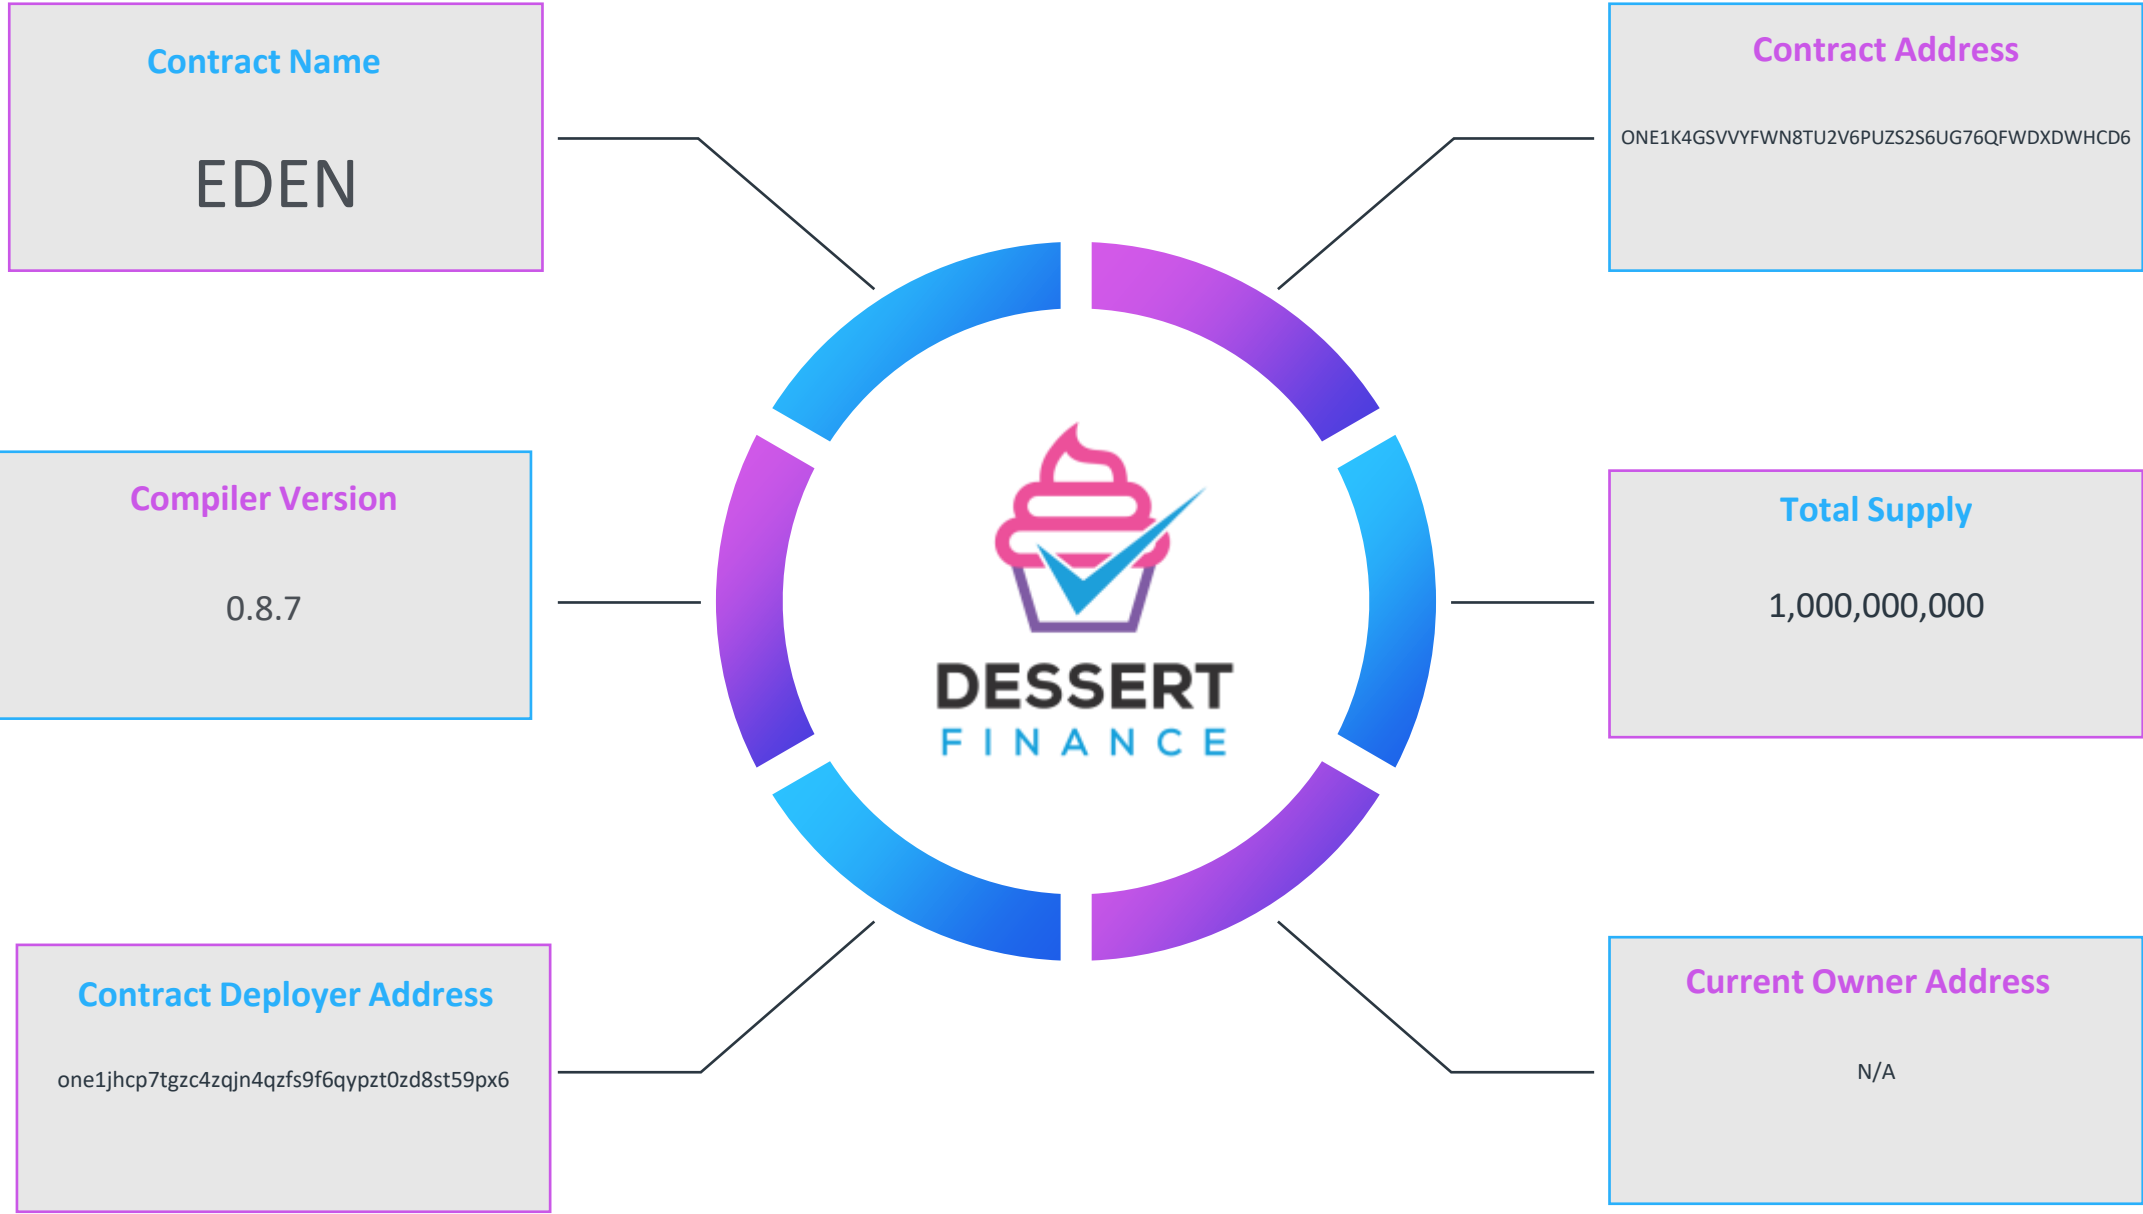 Contract Name
EDEN
Contract Address
ONE1K4GSVVYFWN8TU2V6PUZS2S6UG76QFWDXDWHCD6
Compiler Version
0.8.7
DESSERT
FINANCE
Total Supply
1,000,000,000
Contract Deployer Address
one1jhcp7tgzc4zqjn4qzfs9f6qypzt0zd8st59px6
Current Owner Address
N/A